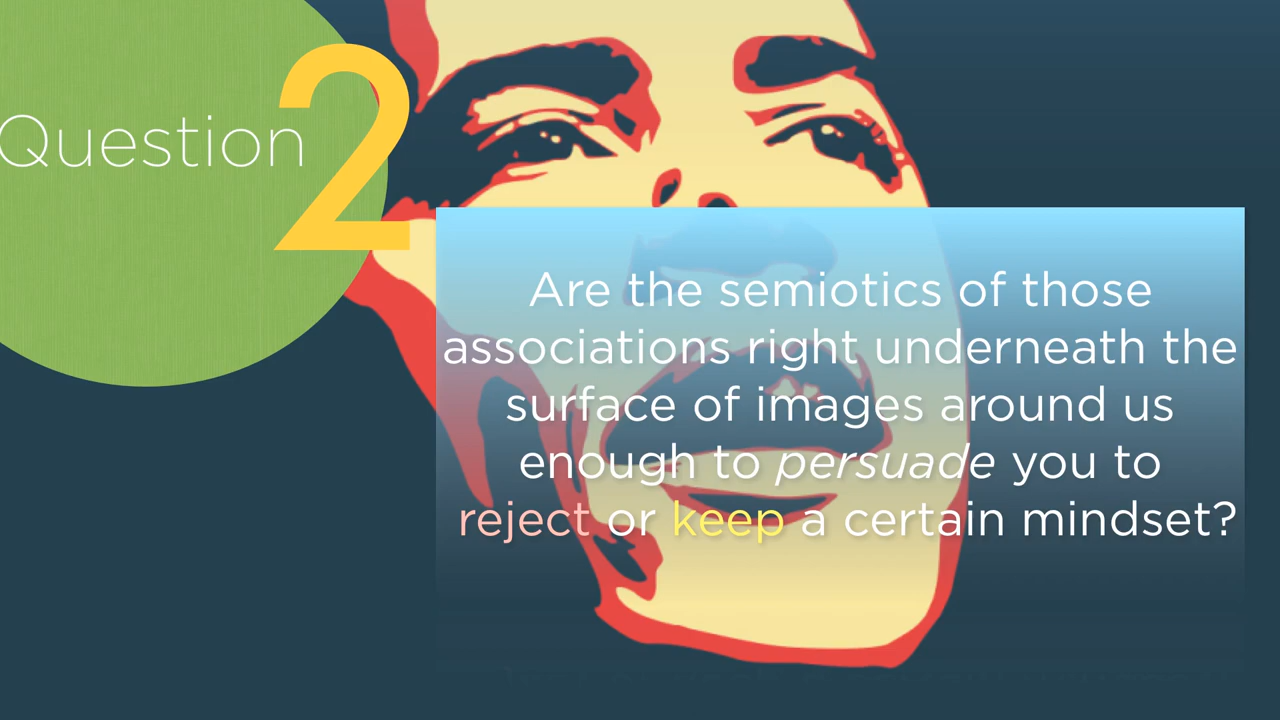 Question 2
Are the semiotics of those
associations right underneath the
surface of images around us
enough to persuade you to
reject or keep a certain mindset?